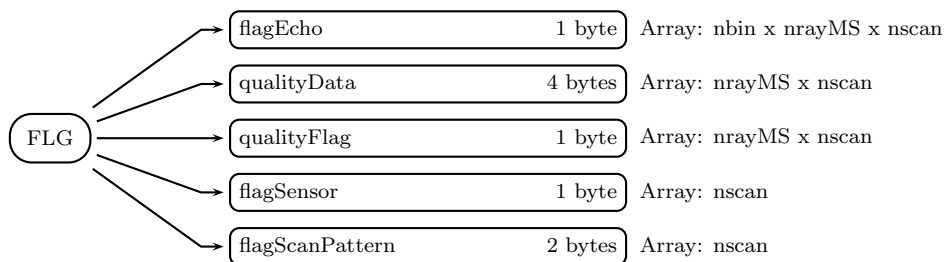 flagEcho 1 byte Array: nbin x nrayMS x nscan
qualityData 4 bytes Array: nrayMS x nscan
FLG
qualityFlag 1 byte Array: nrayMS x nscan
flagSensor 1 byte Array: nscan
flagScanPattern 2 bytes Array: nscan